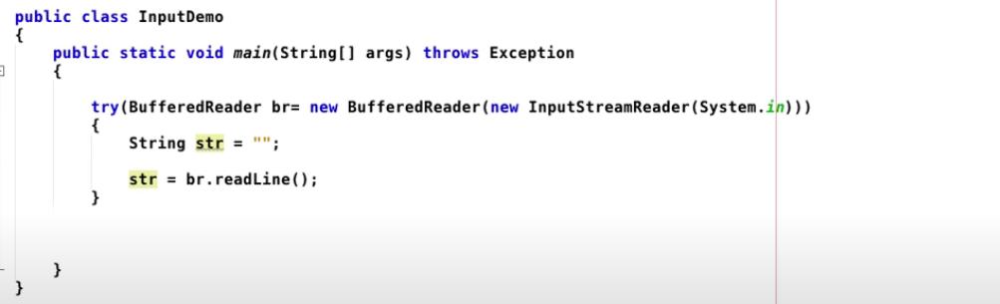 public class InputDemo
{
public static void main(String[] args) throws Exception
{
try(BufferedReader br= new BufferedReader(new InputStreamReader(System.in)))
{
String str = "";
str = br.readLine();
}
}
}